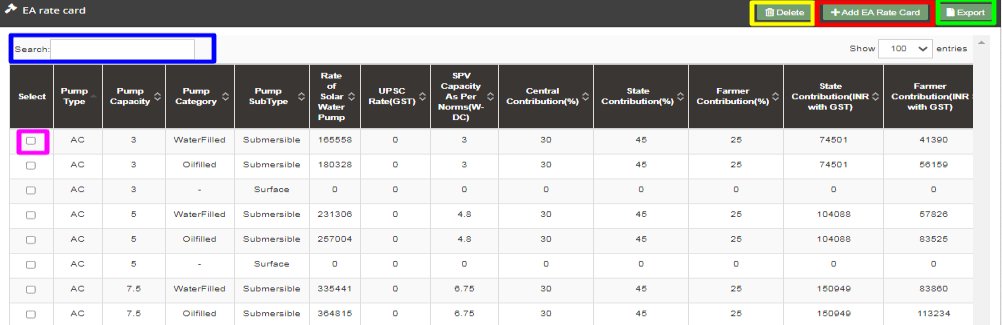 EA rate card
Delete
+Add EA Rate Card
Export
Search:
Show 100 entries
Select Pump Type Pump Capacity Pump Category Pump SubType Rate of Solar Water Pump UPSC Rate(GST) SPV Capacity As Per Norms(W-DC) Central Contribution(%) State Contribution(%) Farmer Contribution(%) State Contribution(INR with GST) Farmer Contribution(INR with GST)
AC 3 WaterFilled Submersible 165558 0 3 30 45 25 74501 41390
AC 3 Oilfilled Submersible 180328 0 3 30 45 25 74501 56159
AC 3 - Surface 0 0 0 0 0 0 0 0
AC 5 WaterFilled Submersible 231306 0 4.8 30 45 25 104088 57826
AC 5 Oilfilled Submersible 257004 0 4.8 30 45 25 104088 83525
AC 5 - Surface 0 0 0 0 0 0 0 0
AC 7.5 WaterFilled Submersible 335441 0 6.75 30 45 25 150949 83860
AC 7.5 Oilfilled Submersible 364815 0 6.75 30 45 25 150949 113234